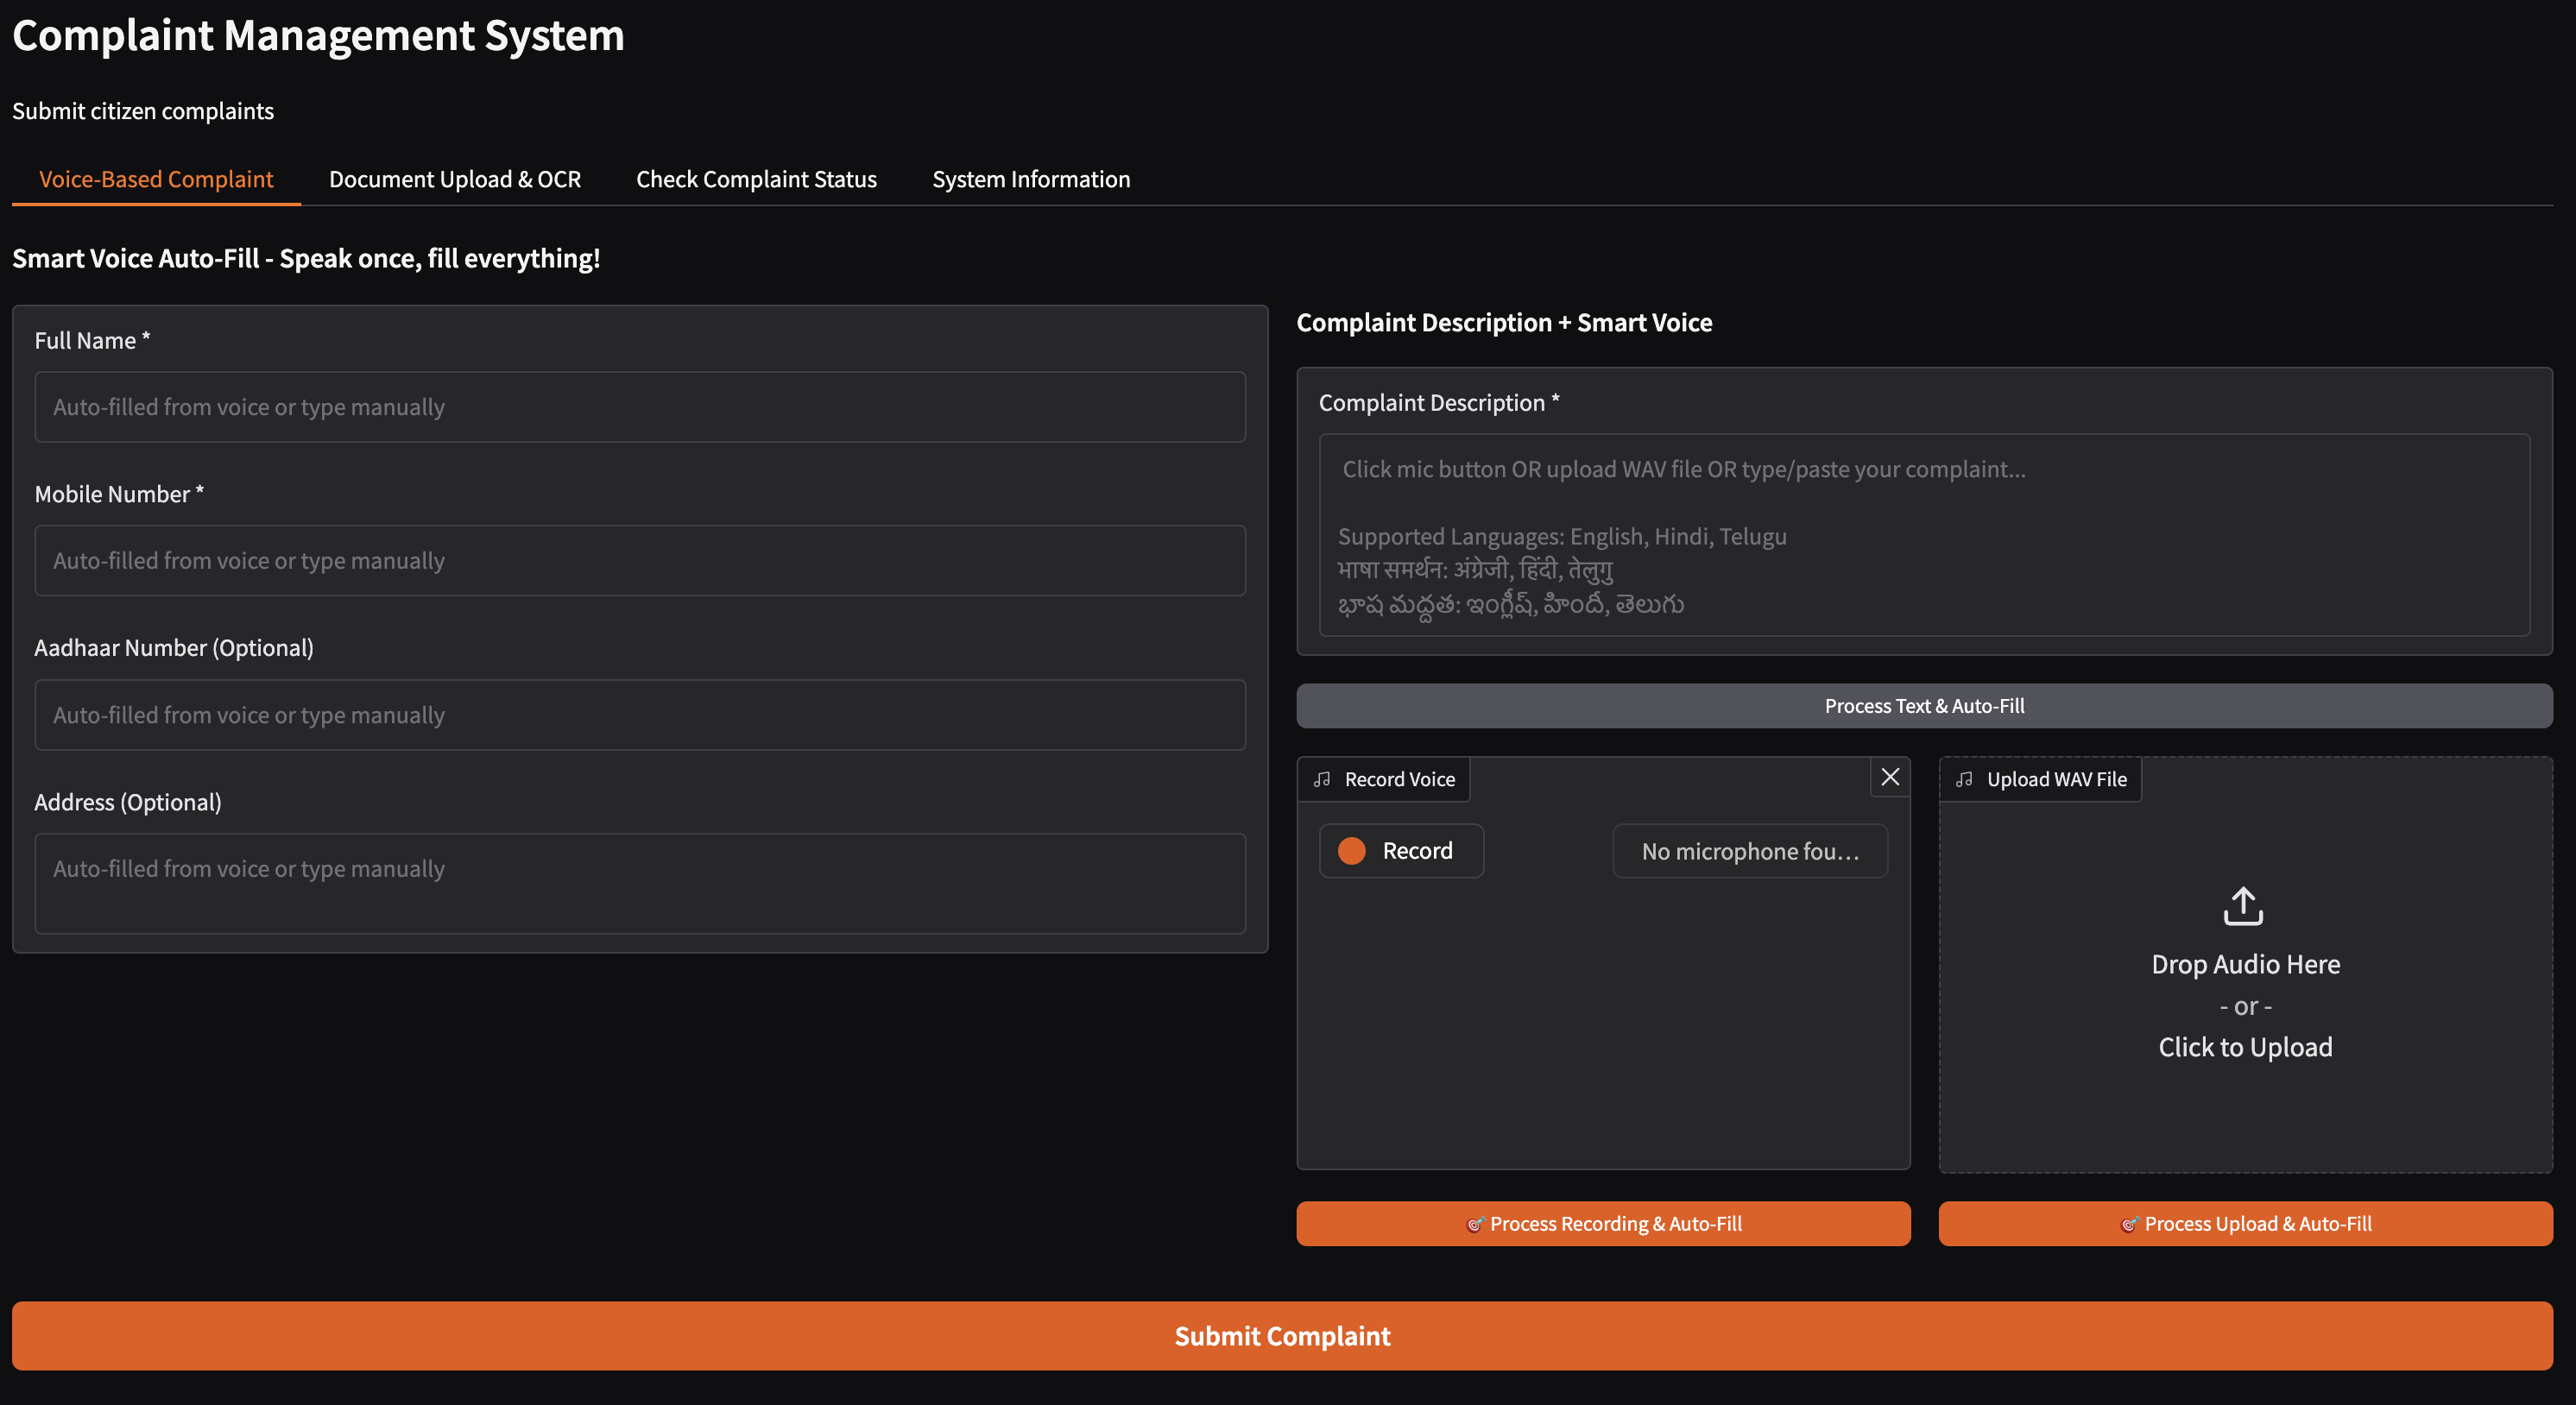 Complaint Management System
Submit citizen complaints
Voice-Based Complaint
Document Upload & OCR
Check Complaint Status
System Information
Smart Voice Auto-Fill - Speak once, fill everything!
Full Name *
Auto-filled from voice or type manually
Mobile Number *
Auto-filled from voice or type manually
Aadhaar Number (Optional)
Auto-filled from voice or type manually
Address (Optional)
Auto-filled from voice or type manually
Complaint Description + Smart Voice
Complaint Description *
Click mic button OR upload WAV file OR type/paste your complaint...
Supported Languages: English, Hindi, Telugu
भाषा समर्थन: अंग्रेजी, हिंदी, तेलुगु
భాష మద్దతు: ఇంగ్లీష్, హిందీ, తెలుగు
Process Text & Auto-Fill
Record Voice
Record
No microphone fou...
Process Recording & Auto-Fill
Upload WAV File
Drop Audio Here
- or -
Click to Upload
Process Upload & Auto-Fill
Submit Complaint